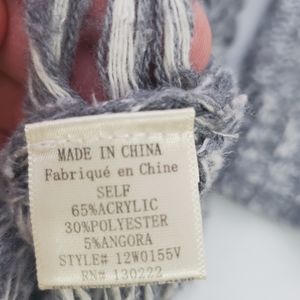 MADE IN CHINA
Fabriqué en Chine
SELF
65%ACRYLIC
30%POLYESTER
5%ANGORA
STYLE# 12W0155V
RN# 130222